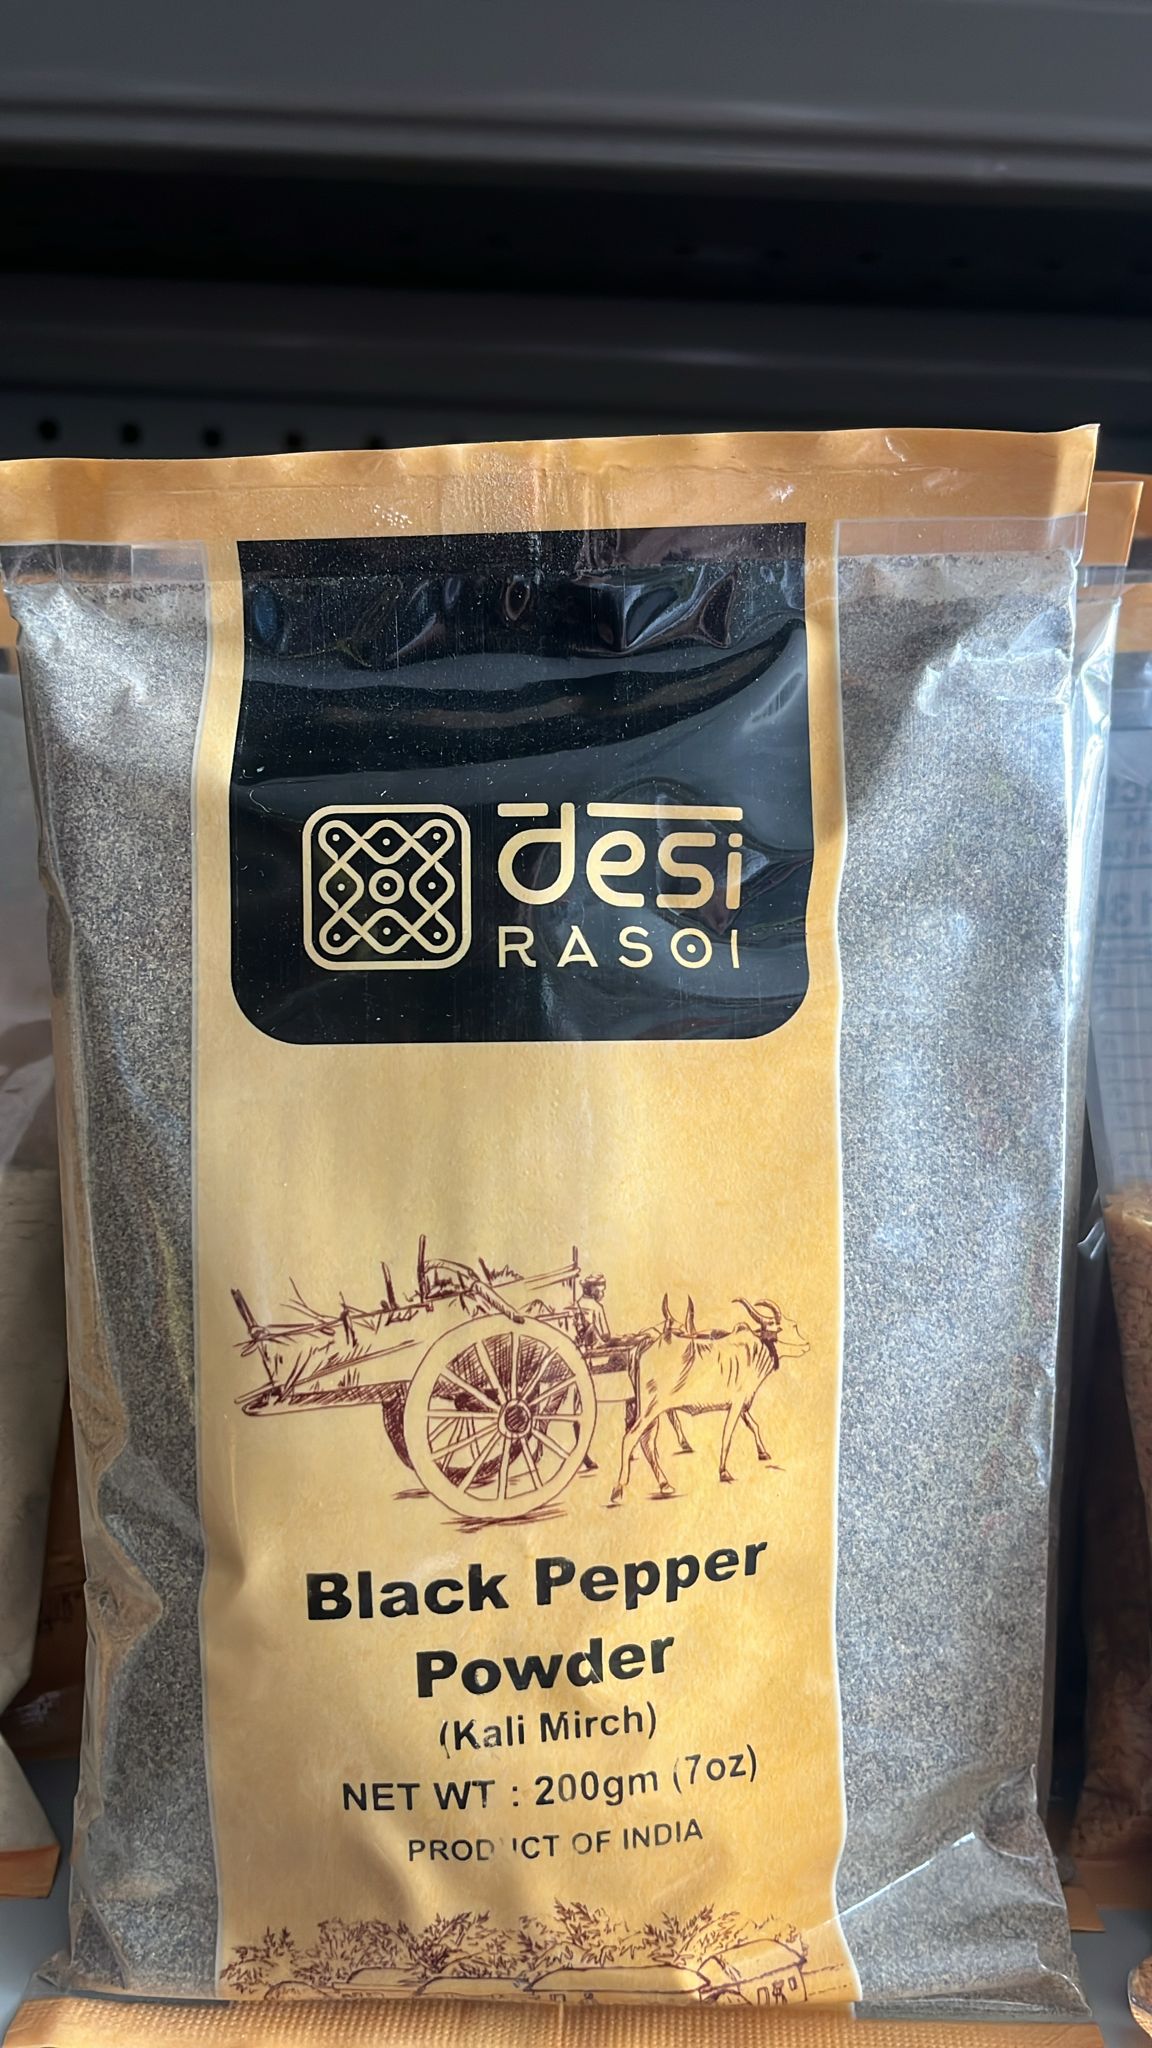 desi
RASOI
Black Pepper
Powder
(Kali Mirch)
NET WT : 200gm (7oz)
PRODUCT OF INDIA